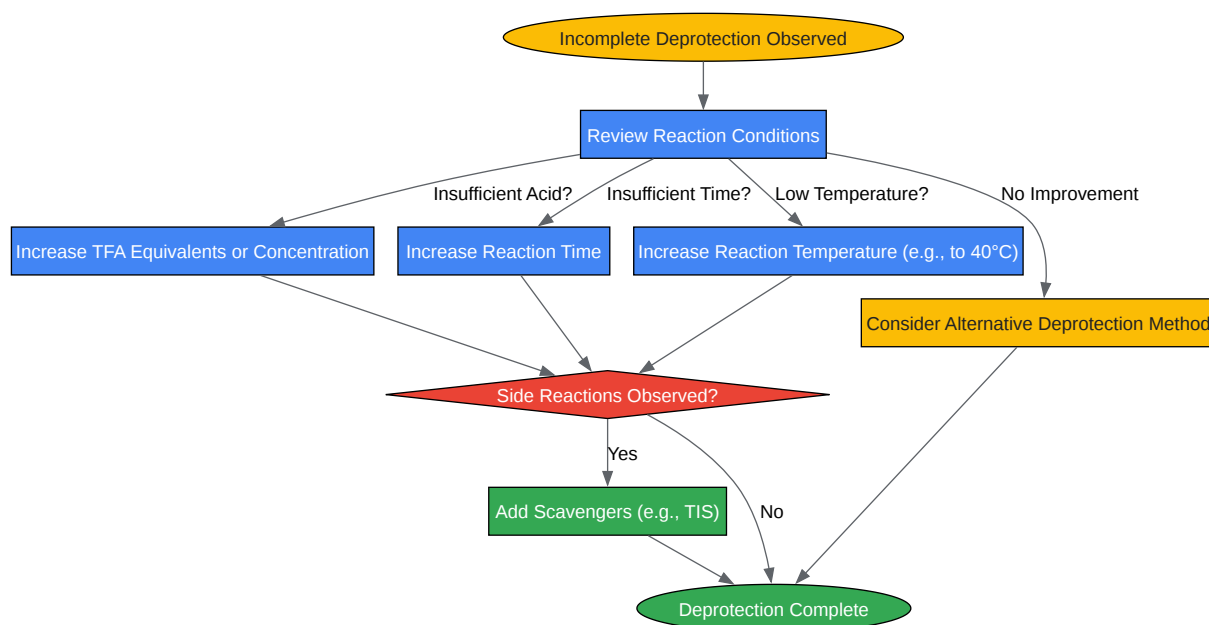 Incomplete Deprotection Observed
Review Reaction Conditions
Insufficient Acid?
Insufficient Time?
Low Temperature?
No Improvement
Increase TFA Equivalents or Concentration
Increase Reaction Time
Increase Reaction Temperature (e.g., to 40°C)
Consider Alternative Deprotection Method
Side Reactions Observed?
Yes
Add Scavengers (e.g., TIS)
No
Deprotection Complete